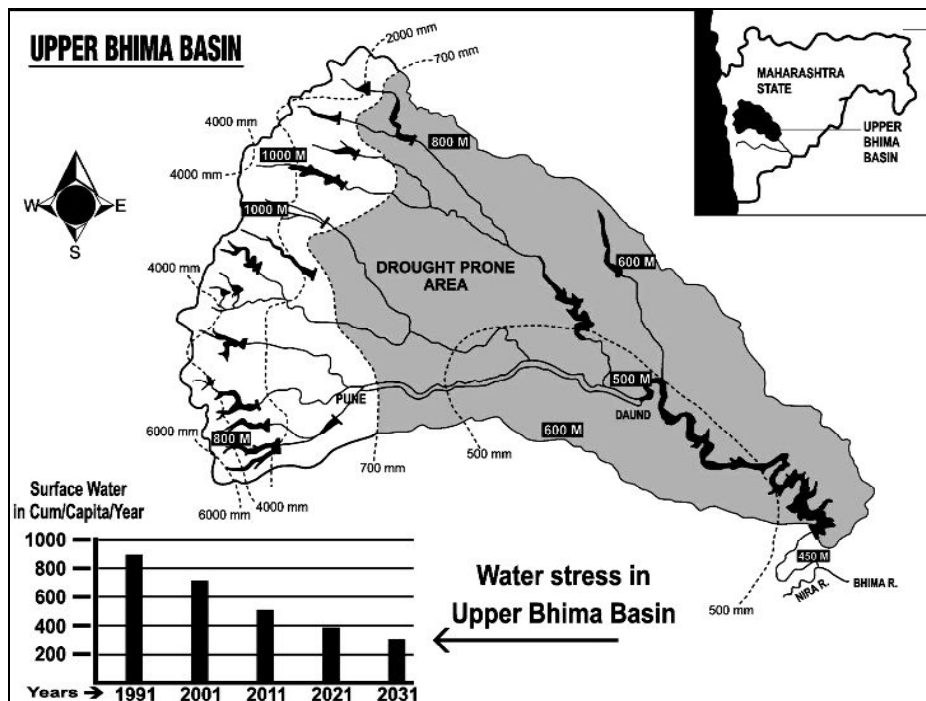 UPPER BHIMA BASIN
2000 mm
700 mm
4000 mm
4000 mm
1000 M
800 M
MAHARASHTRA
STATE
UPPER
BHIMA
BASIN
W
E
S
1000 M
4000 mm
DROUGHT PRONE
AREA
600 M
500 M
PUNE
DAUND
800 M
600 M
6000 mm
700 mm
500 mm
6000 mm
4000 mm
450 M
NIRA R.
BHIMA R.
500 mm
Surface Water
in Cum/Capita/Year
1000
800
600
400
200
Years
1991
2001
2011
2021
2031
Water stress in
Upper Bhima Basin